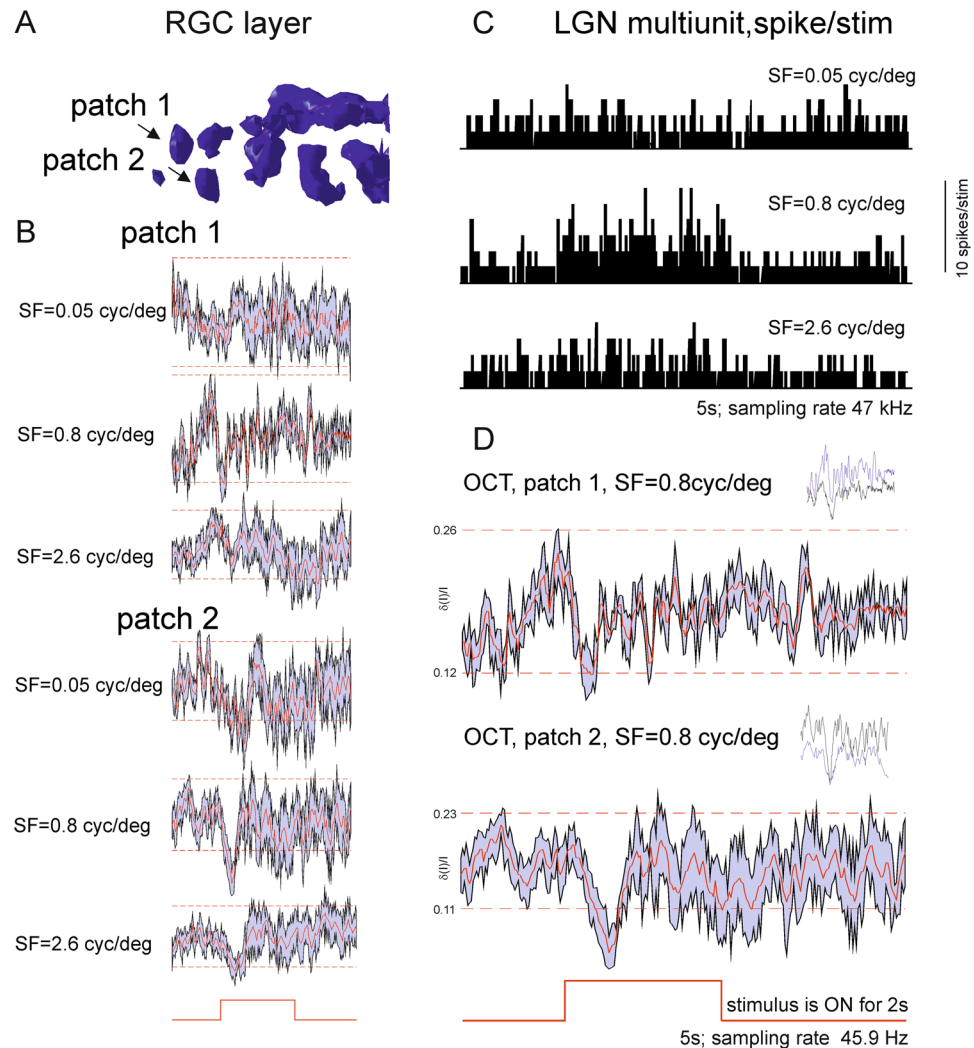 A
RGC layer
patch 1
patch 2
B
patch 1
SF=0.05 cyc/deg
SF=0.8 cyc/deg
SF=2.6 cyc/deg
patch 2
SF=0.05 cyc/deg
SF=0.8 cyc/deg
SF=2.6 cyc/deg
C
LGN multiunit,spike/stim
SF=0.05 cyc/deg
SF=0.8 cyc/deg
10 spikes/stim
SF=2.6 cyc/deg
5s; sampling rate 47 kHz
D
OCT, patch 1, SF=0.8cyc/deg
0.26
δ(I)/I
0.12
OCT, patch 2, SF=0.8 cyc/deg
0.23
δ(I)/I
0.11
stimulus is ON for 2s
5s; sampling rate 45.9 Hz